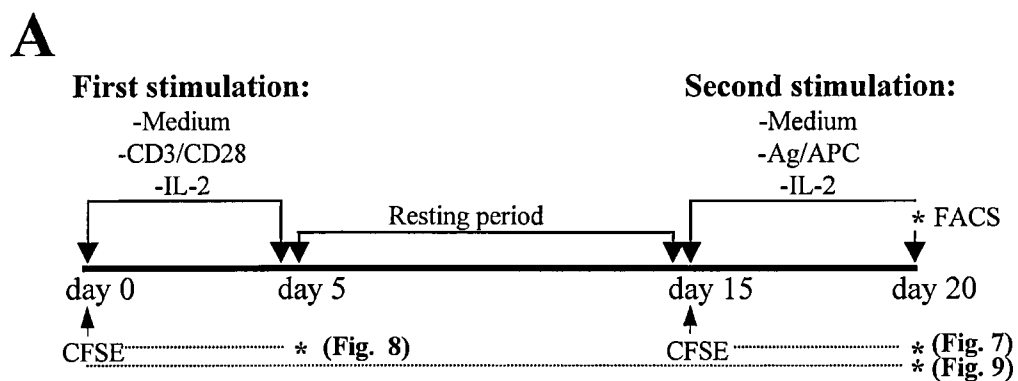 A
First stimulation:
-Medium
-CD3/CD28
-IL-2
Second stimulation:
-Medium
-Ag/APC
-IL-2
Resting period
* FACS
day 0
day 5
day 15
day 20
CFSE
* (Fig. 8)
CFSE
* (Fig. 7)
* (Fig. 9)